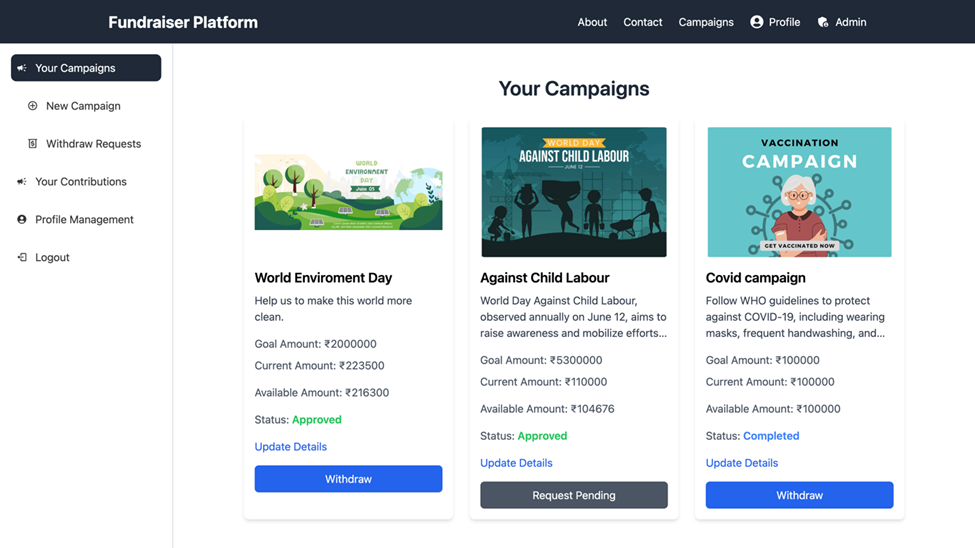 Fundraiser Platform
About Contact Campaigns Profile Admin
Your Campaigns
New Campaign
Withdraw Requests
Your Contributions
Profile Management
Logout
Your Campaigns
WORLD
ENVIRONMENT
DAY
June 05
World Enviroment Day
Help us to make this world more
clean.
Goal Amount: ₹2000000
Current Amount: ₹223500
Available Amount: ₹216300
Status: Approved
Update Details
Withdraw
WORLD DAY
AGAINST CHILD LABOUR
JUNE 12
Against Child Labour
World Day Against Child Labour,
observed annually on June 12, aims to
raise awareness and mobilize efforts...
Goal Amount: ₹5300000
Current Amount: ₹110000
Available Amount: ₹104676
Status: Approved
Update Details
Request Pending
VACCINATION
CAMPAIGN
GET VACCINATED NOW
Covid campaign
Follow WHO guidelines to protect
against COVID-19, including wearing
masks, frequent handwashing, and...
Goal Amount: ₹100000
Current Amount: ₹100000
Available Amount: ₹100000
Status: Completed
Update Details
Withdraw